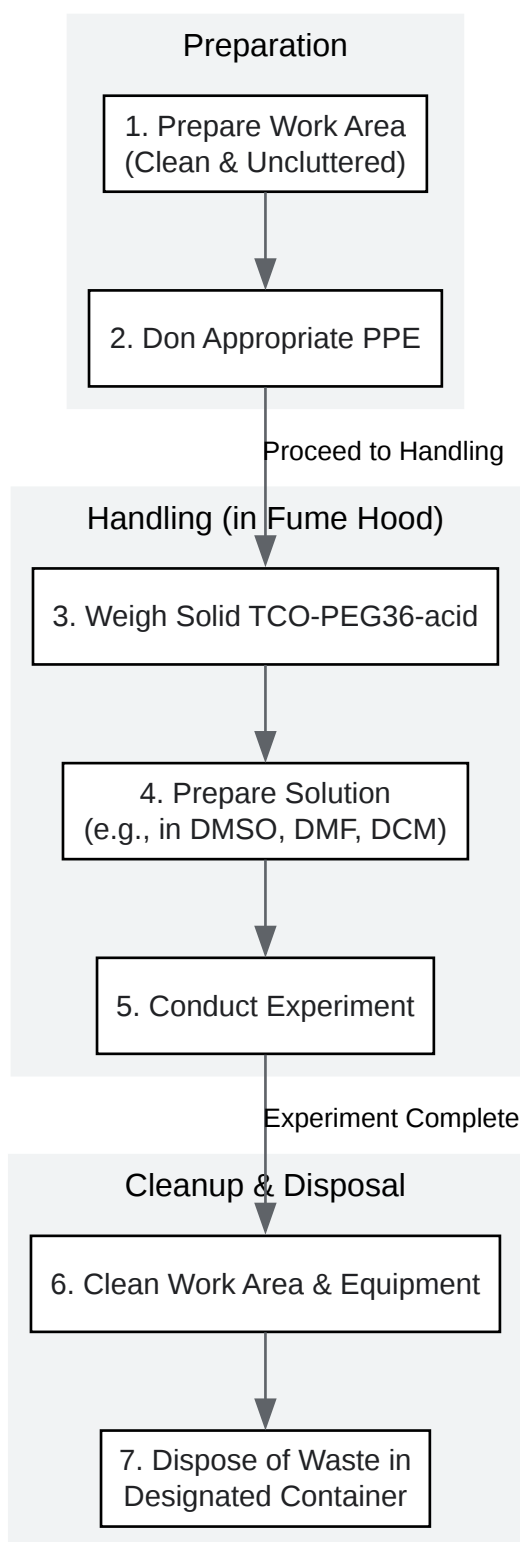 Preparation
1. Prepare Work Area
(Clean & Uncluttered)
2. Don Appropriate PPE
Proceed to Handling
Handling (in Fume Hood)
3. Weigh Solid TCO-PEG36-acid
4. Prepare Solution
(e.g., in DMSO, DMF, DCM)
5. Conduct Experiment
Experiment Complete
Cleanup & Disposal
6. Clean Work Area & Equipment
7. Dispose of Waste in
Designated Container